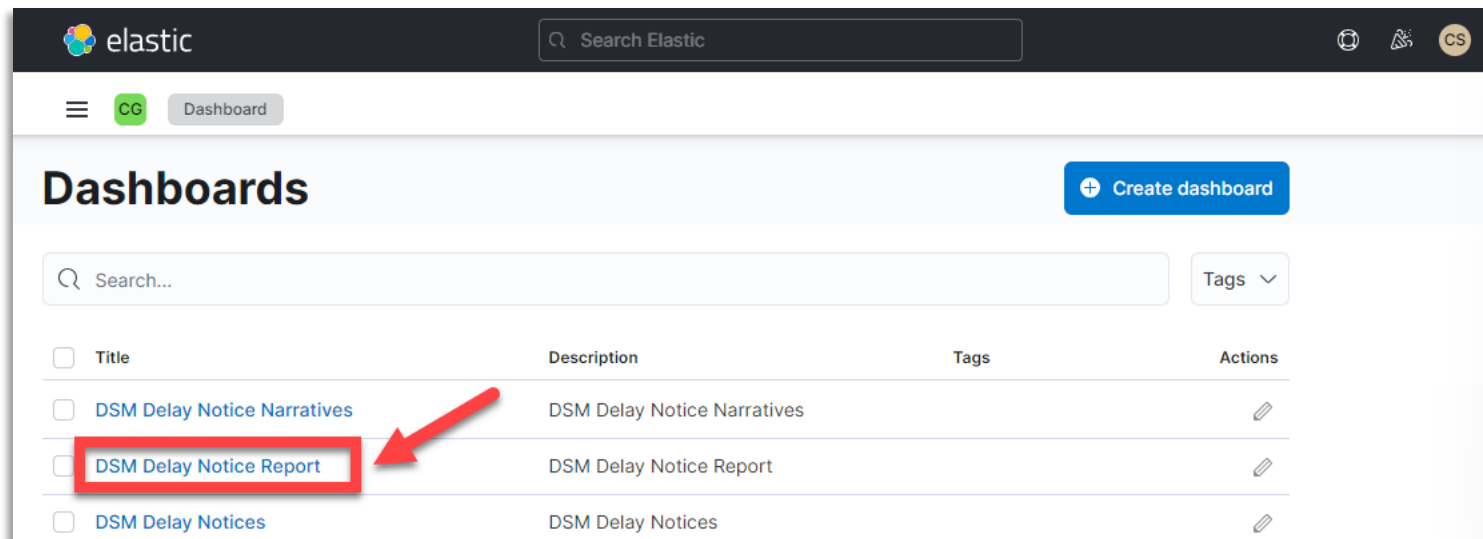 elastic
Search Elastic
CS
CG
Dashboard
Dashboards
Create dashboard
Search...
Tags
Title Description Tags Actions
DSM Delay Notice Narratives DSM Delay Notice Narratives
DSM Delay Notice Report DSM Delay Notice Report
DSM Delay Notices DSM Delay Notices